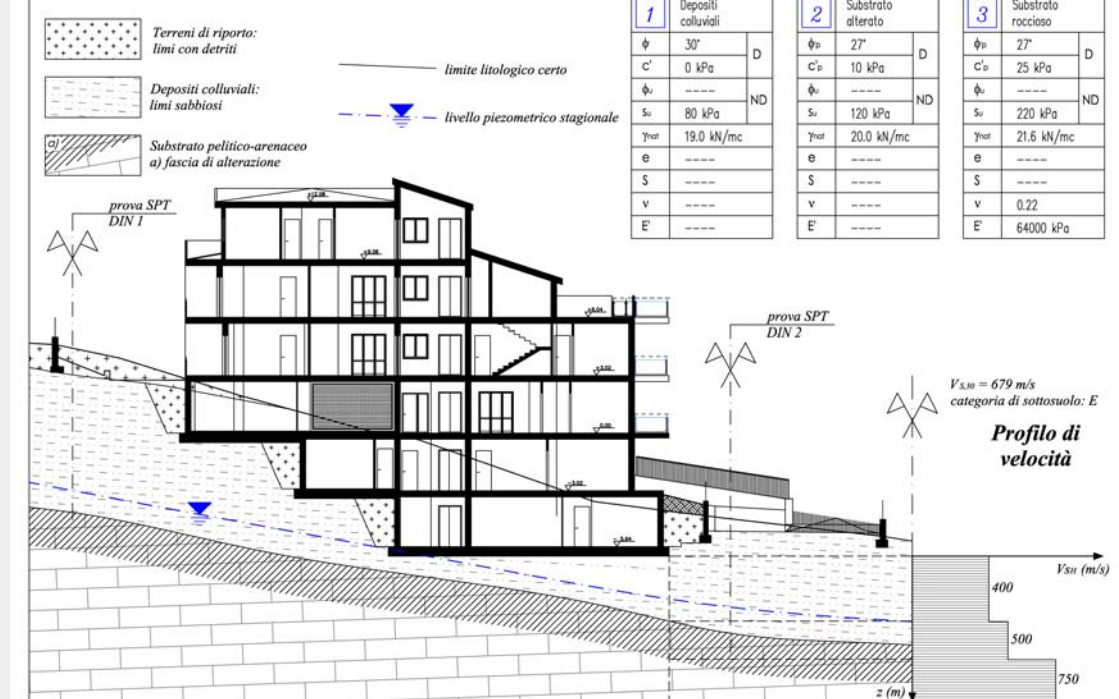 Terreni di riporto:
limi con detriti
Depositi colluviali:
limi sabbiosi
a)
Substrato pelitico-arenaceo
a) fascia di alterazione
limite litologico certo
livello piezometrico stagionale
1
Depositi
colluviali
ϕ 30° D
C' 0 kPa
ϕu ---- ND
Su 80 kPa
γnat 19.0 kN/mc
e ----
S ----
ν ----
E' ----
2
Substrato
alterato
ϕp 27° D
C'p 10 kPa
ϕu ---- ND
Su 120 kPa
γnat 20.0 kN/mc
e ----
S ----
ν ----
E' ----
3
Substrato
roccioso
ϕp 27° D
C'p 25 kPa
ϕu ---- ND
Su 220 kPa
γnat 21.6 kN/mc
e ----
S ----
ν 0.22
E' 64000 kPa
prova SPT
DIN 1
prova SPT
DIN 2
VS,30 = 679 m/s
categoria di sottosuolo: E
Profilo di
velocità
VSH (m/s)
400
500
750
z (m)